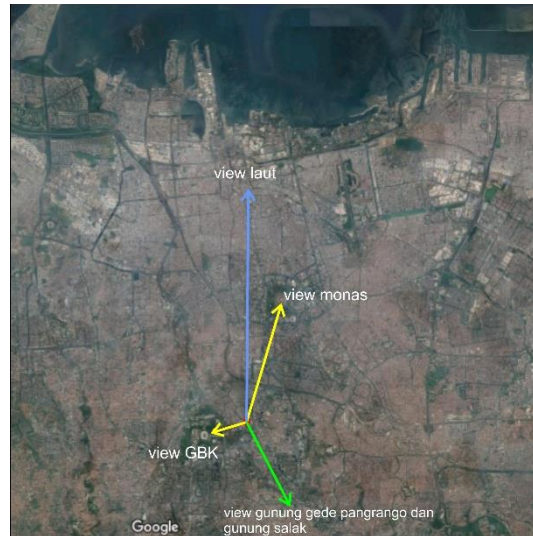 view laut
view monas
view GBK
view gunung gede pangrango dan
gunung salak
Google